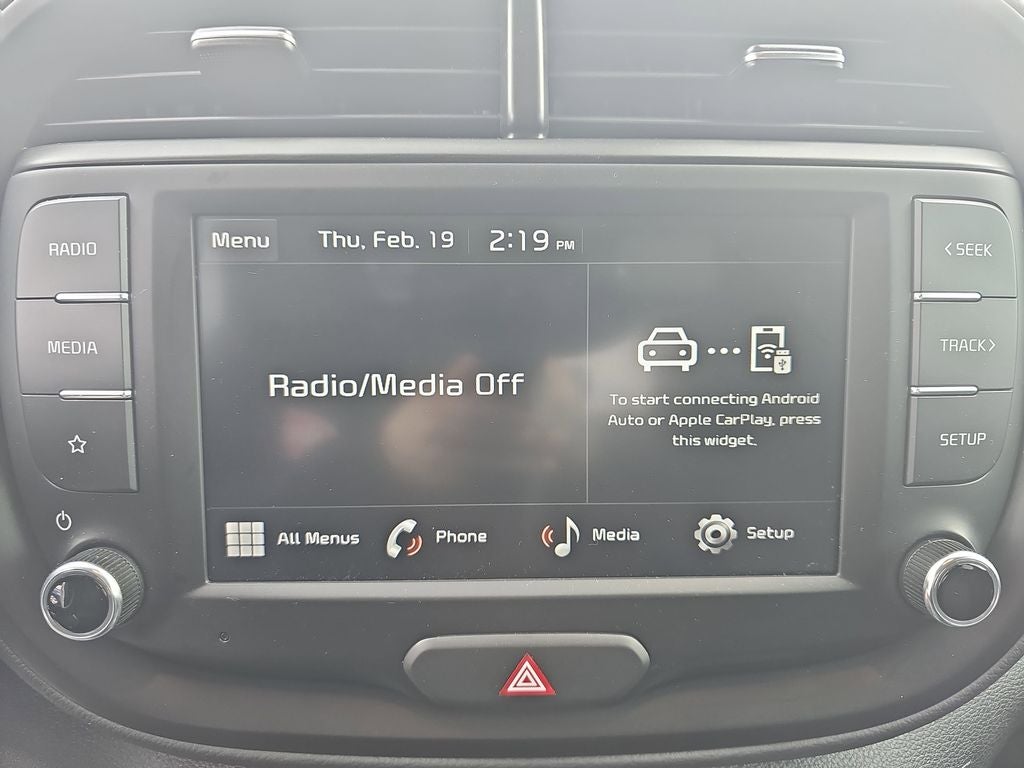 Menu Thu, Feb. 19 2:19 PM
RADIO
MEDIA
Radio/Media Off
To start connecting Android
Auto or Apple CarPlay, press
this widget.
All Menus Phone Media Setup
< SEEK
TRACK >
SETUP